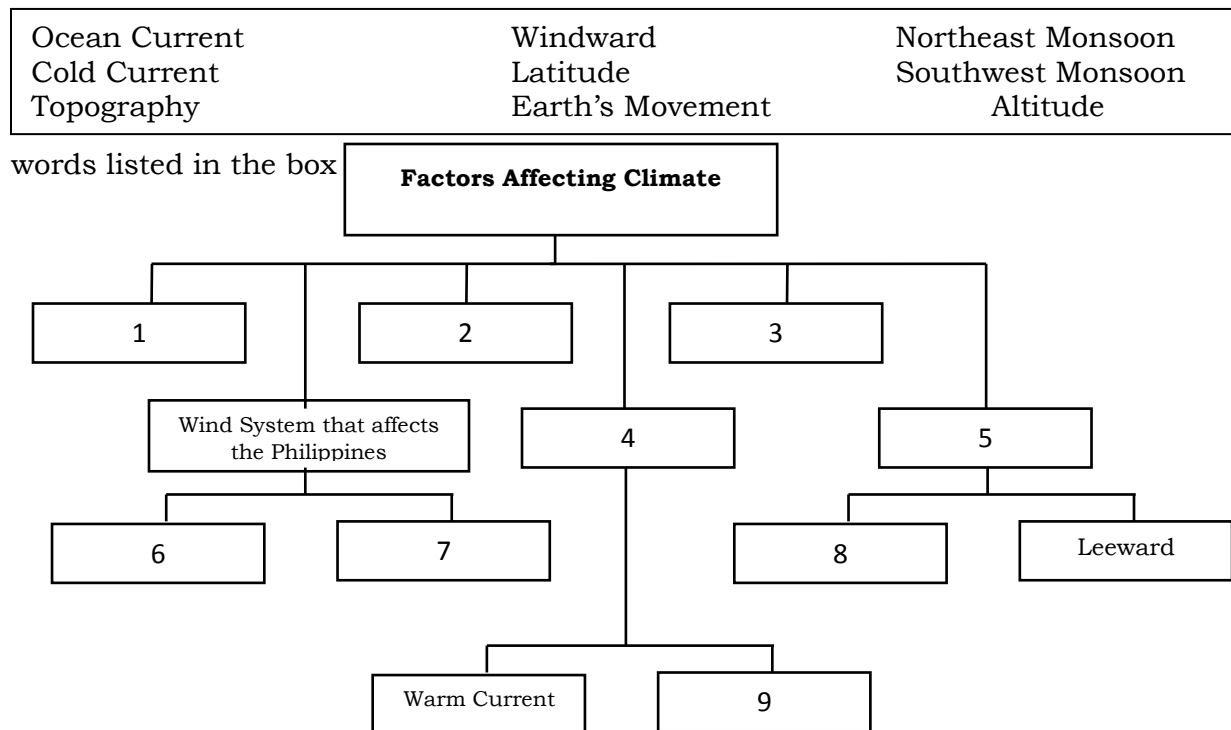 Ocean Current Windward Northeast Monsoon
Cold Current Latitude Southwest Monsoon
Topography Earth’s Movement Altitude
words listed in the box
Factors Affecting Climate
1 2 3
Wind System that affects
the Philippines
4 5
6 7 8 Leeward
Warm Current 9